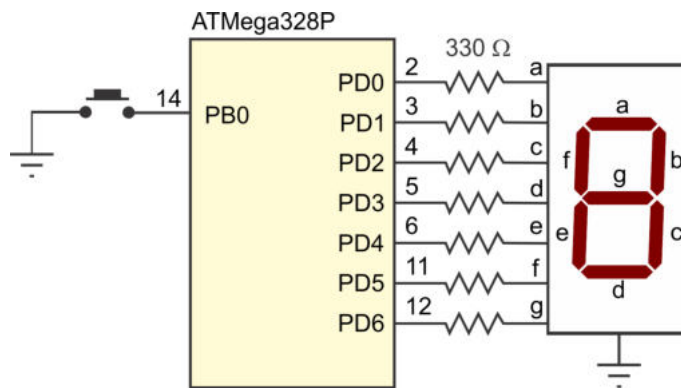 ATMega328P
330 Ω
14
PB0
PD0 2 a
PD1 3 b
PD2 4 c
PD3 5 d
PD4 6 e
PD5 11 f
PD6 12 g
a
f b
g
e c
d